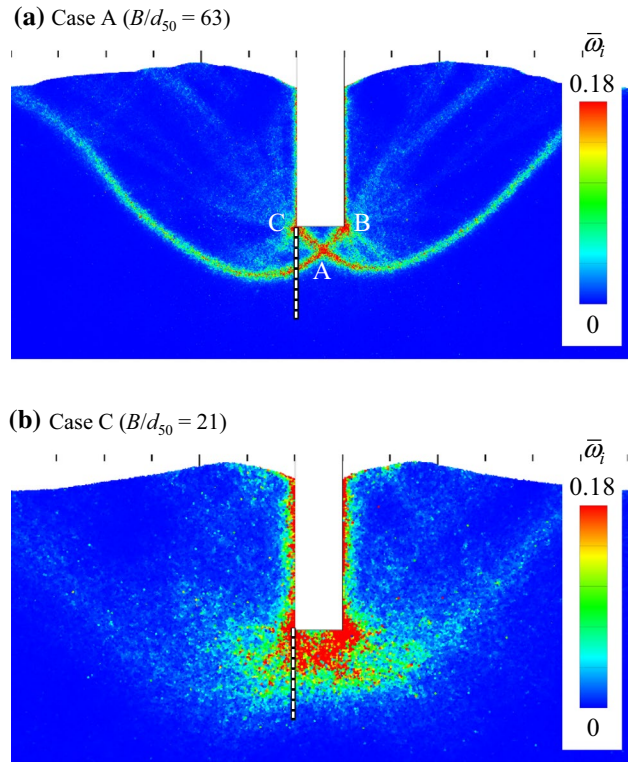 (a) Case A (B/d50 = 63)
ω̅i
0.18
C
B
A
0
(b) Case C (B/d50 = 21)
ω̅i
0.18
0